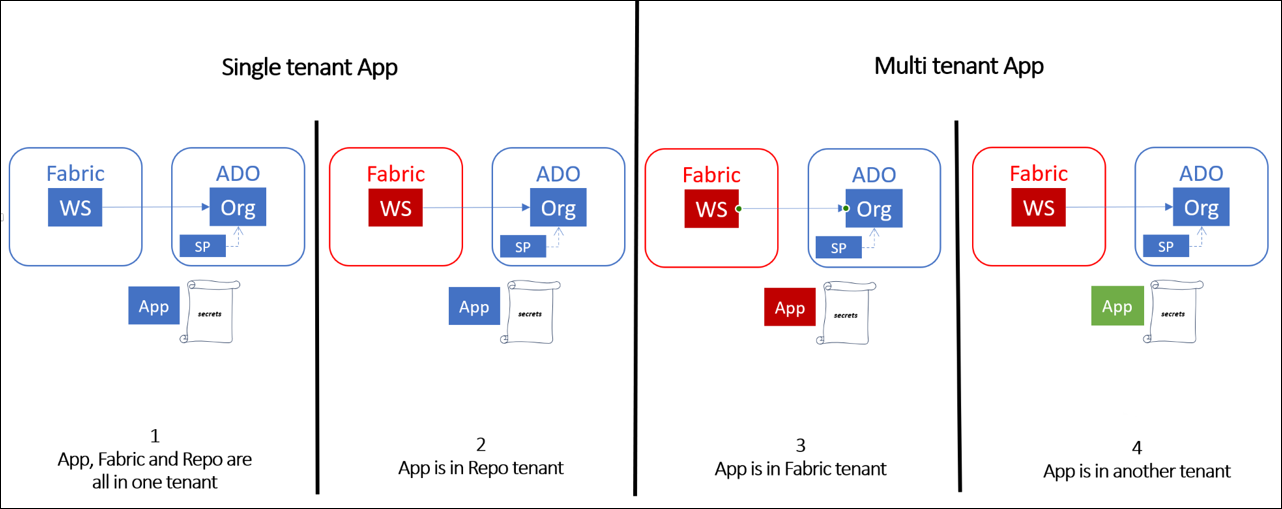 Single tenant App
Multi tenant App
Fabric
ADO
WS
Org
SP
App
secrets
1
App, Fabric and Repo are
all in one tenant
Fabric
ADO
WS
Org
SP
App
secrets
2
App is in Repo tenant
Fabric
ADO
WS
Org
SP
App
secrets
3
App is in Fabric tenant
Fabric
ADO
WS
Org
SP
App
secrets
4
App is in another tenant